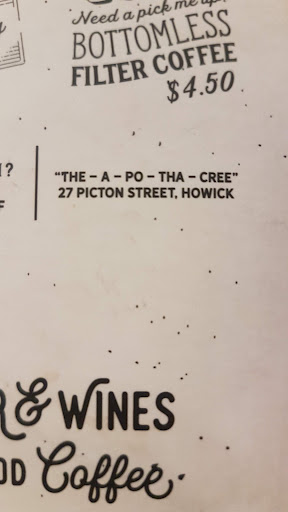 Need a pick me up?
BOTTOMLESS
FILTER COFFEE
$4.50
?
"THE – A – PO – THA – CREE"
27 PICTON STREET, HOWICK
F
& WINES
OD Coffee